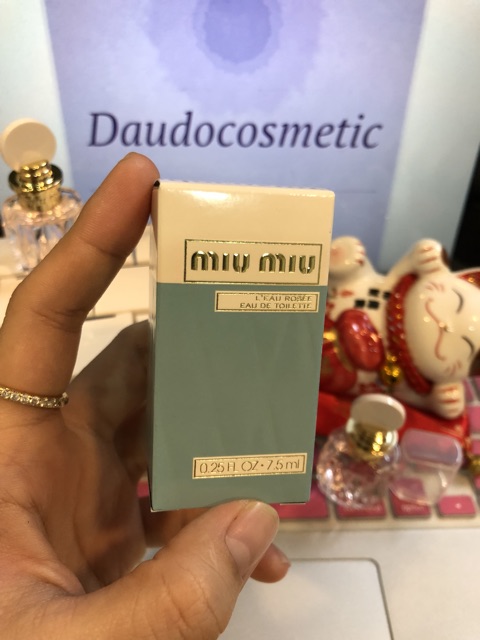 Daudocosmetic
miu miu
L'EAU ROSÉE
EAU DE TOILETTE
0.25 FL OZ • 7,5 ml